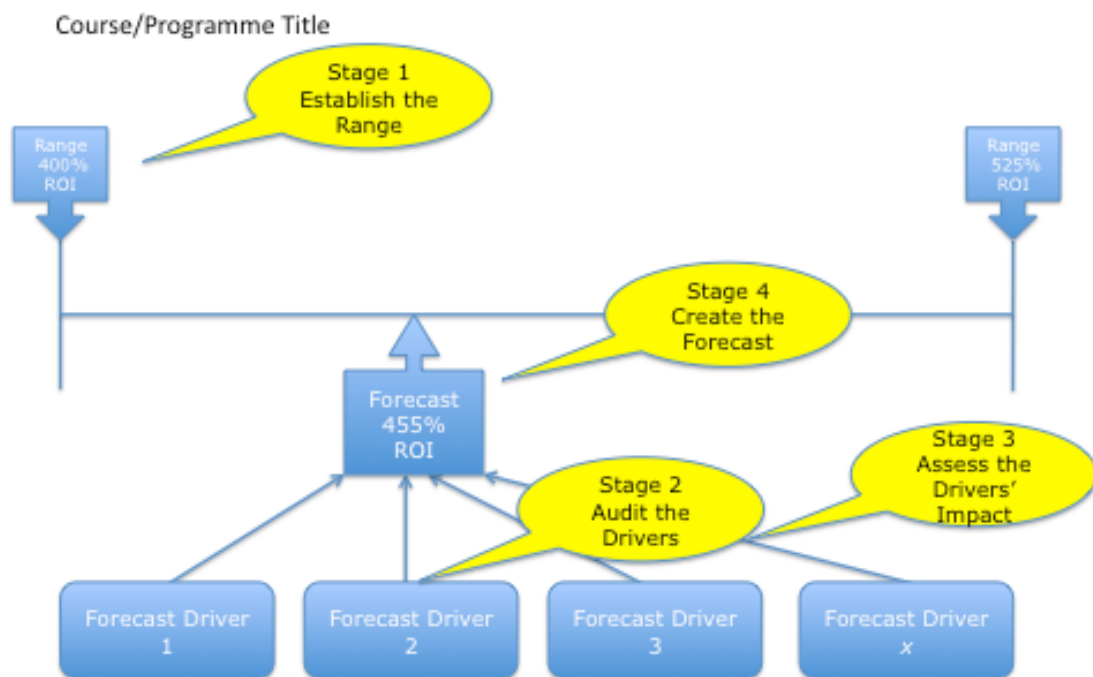 Course/Programme Title
Stage 1
Establish the
Range
Range
400%
ROI
Range
525%
ROI
Stage 4
Create the
Forecast
Forecast
455%
ROI
Stage 3
Assess the
Drivers’
Impact
Stage 2
Audit the
Drivers
Forecast Driver
1
Forecast Driver
2
Forecast Driver
3
Forecast Driver
x